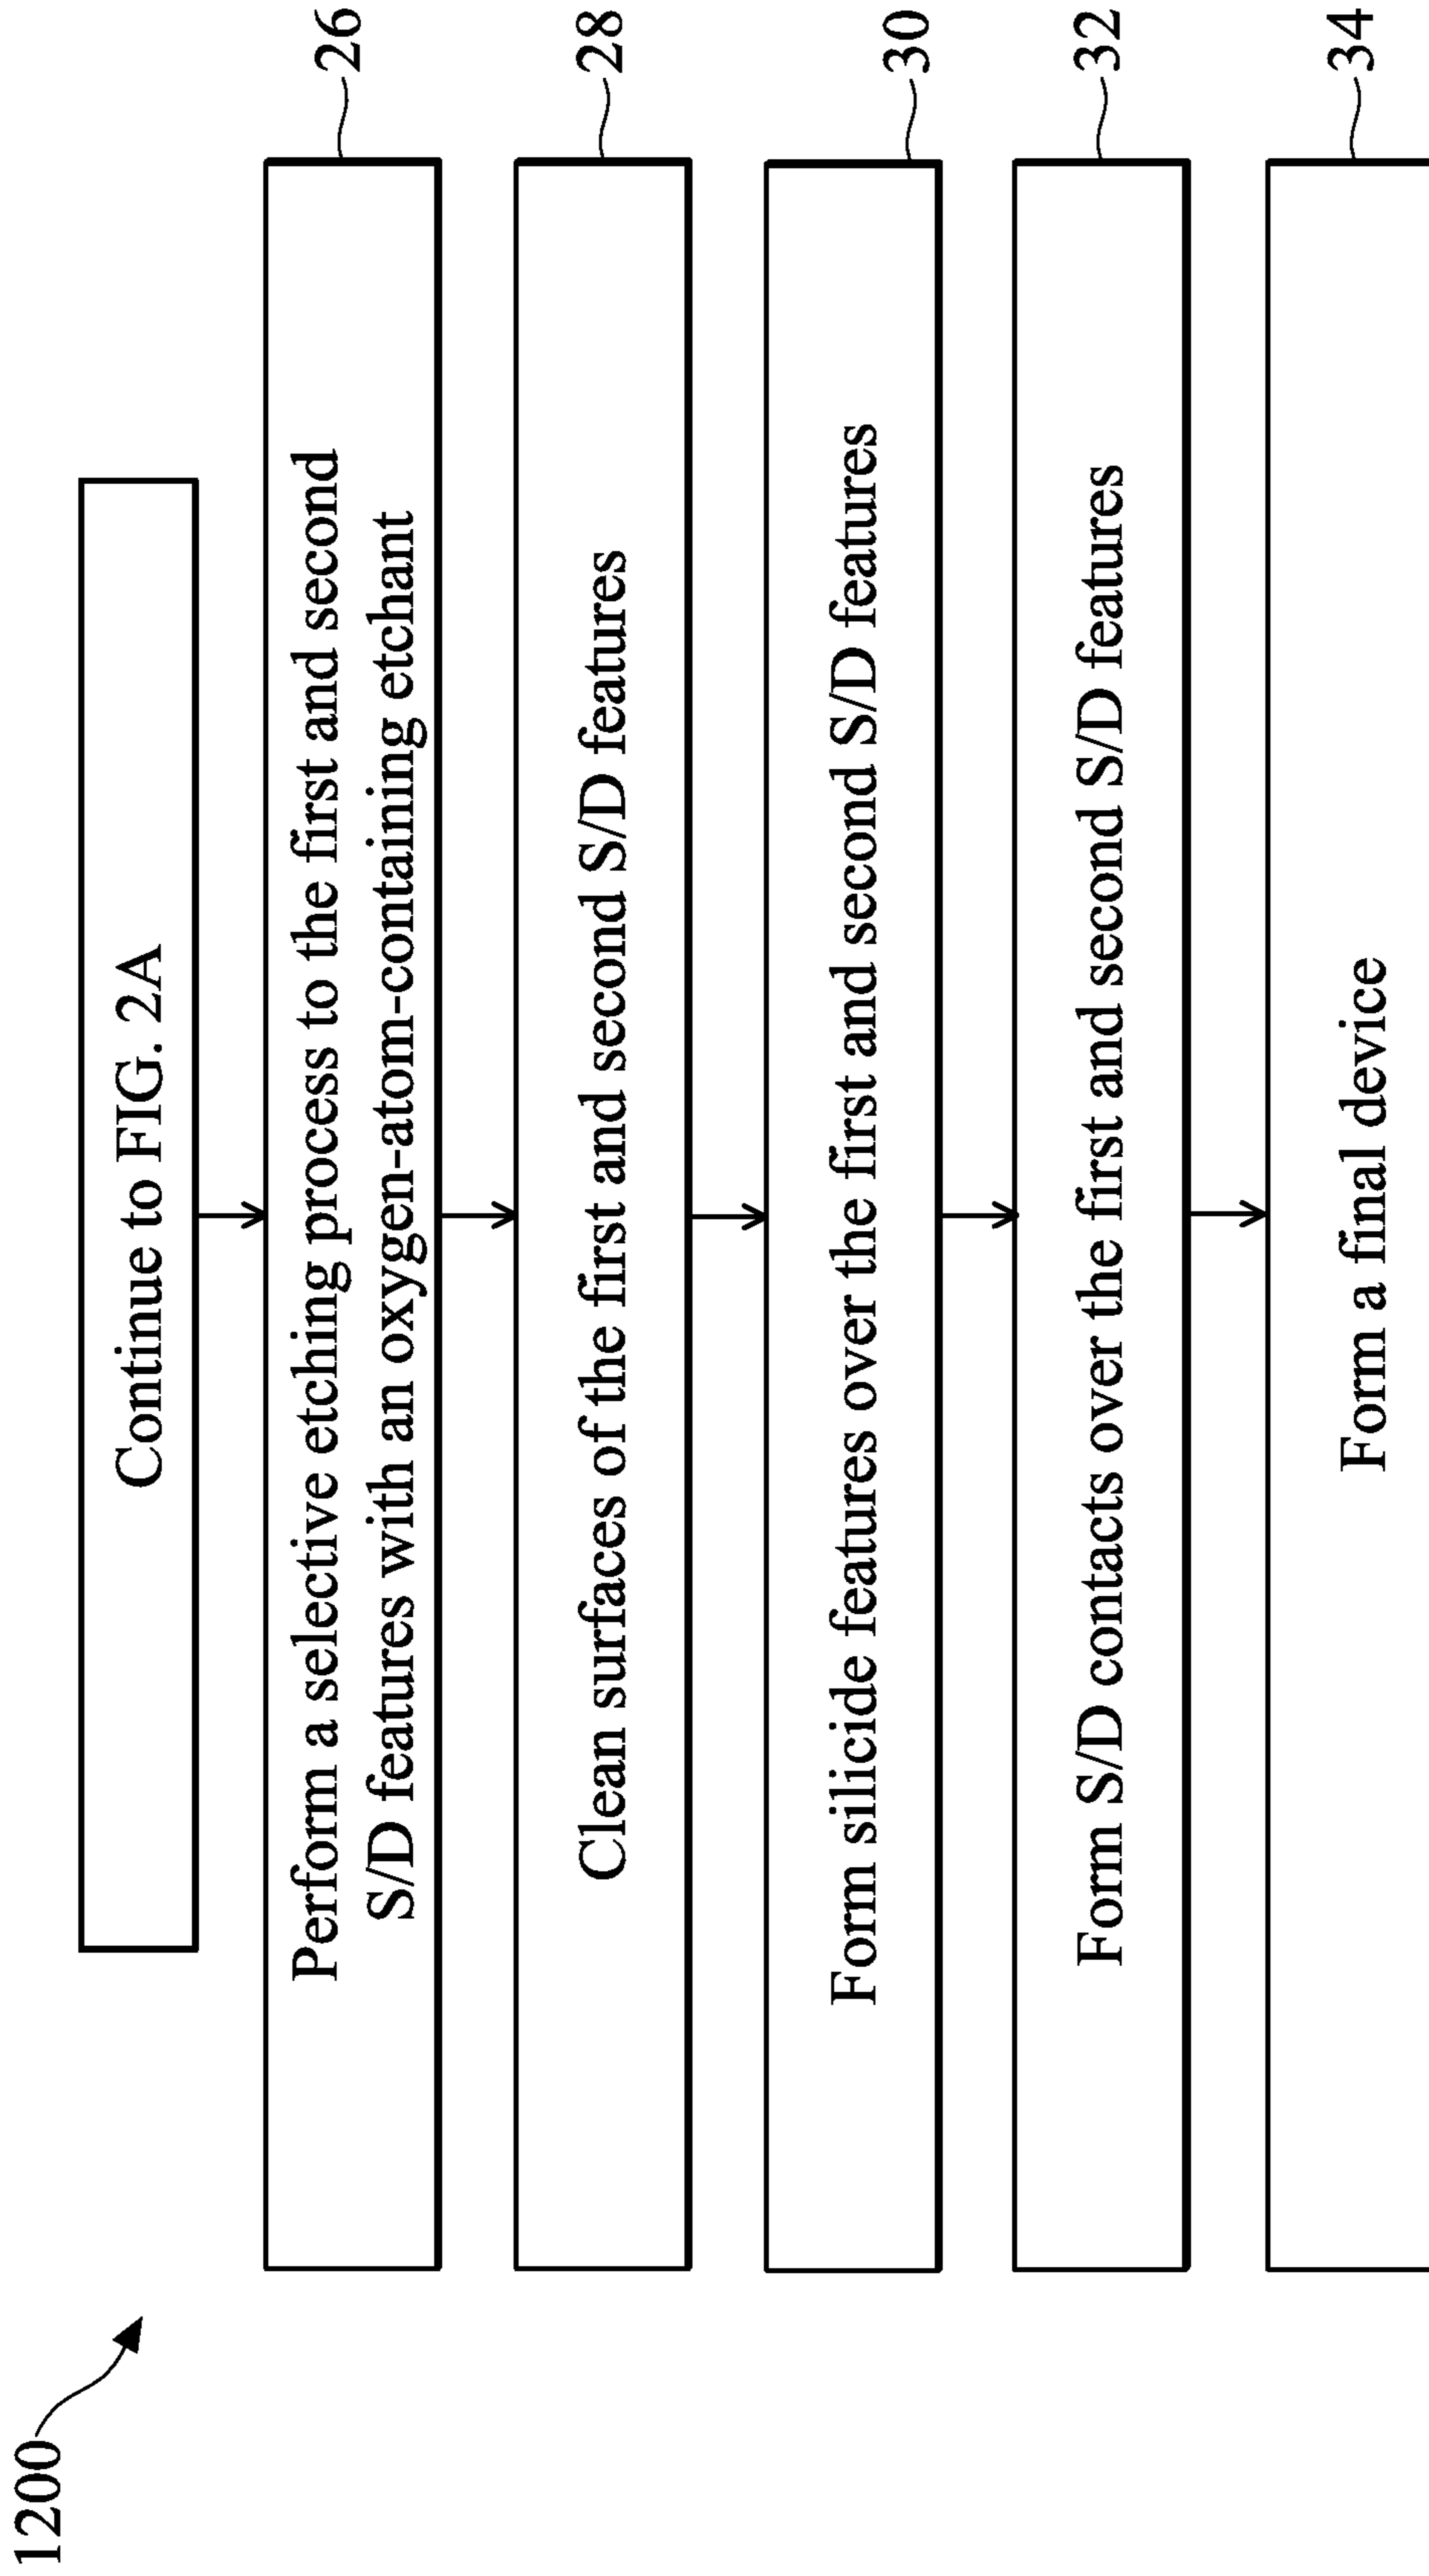 1200
Continue to FIG. 2A
Perform a selective etching process to the first and second
S/D features with an oxygen-atom-containing etchant
26
Clean surfaces of the first and second S/D features
28
Form silicide features over the first and second S/D features
30
Form S/D contacts over the first and second S/D features
32
Form a final device
34